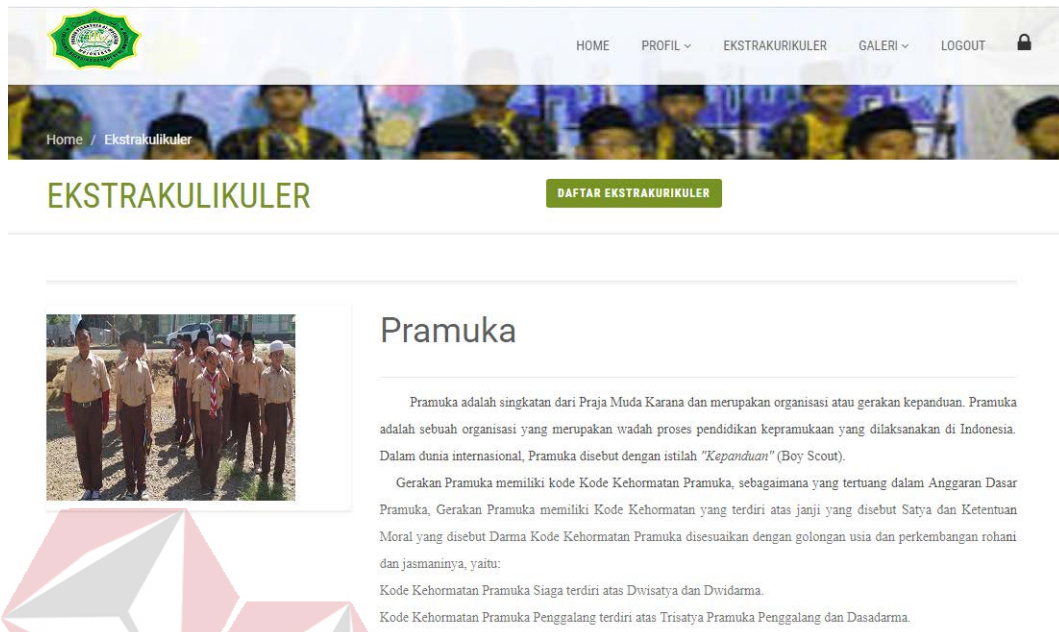 HOME PROFIL EKSTRAKURIKULER GALERI LOGOUT
Home / Ekstrakulikuler
EKSTRAKULIKULER
DAFTAR EKSTRAKURIKULER
Pramuka
Pramuka adalah singkatan dari Praja Muda Karana dan merupakan organisasi atau gerakan kepanduan. Pramuka
adalah sebuah organisasi yang merupakan wadah proses pendidikan kepramukaan yang dilaksanakan di Indonesia.
Dalam dunia internasional, Pramuka disebut dengan istilah "Kepanduan" (Boy Scout).
Gerakan Pramuka memiliki kode Kode Kehormatan Pramuka, sebagaimana yang tertuang dalam Anggaran Dasar
Pramuka, Gerakan Pramuka memiliki Kode Kehormatan yang terdiri atas janji yang disebut Satya dan Ketentuan
Moral yang disebut Darma Kode Kehormatan Pramuka disesuaikan dengan golongan usia dan perkembangan rohani
dan jasmaninya, yaitu:
Kode Kehormatan Pramuka Siaga terdiri atas Dwisatya dan Dwidarma.
Kode Kehormatan Pramuka Penggalang terdiri atas Trisatya Pramuka Penggalang dan Dasadarma.